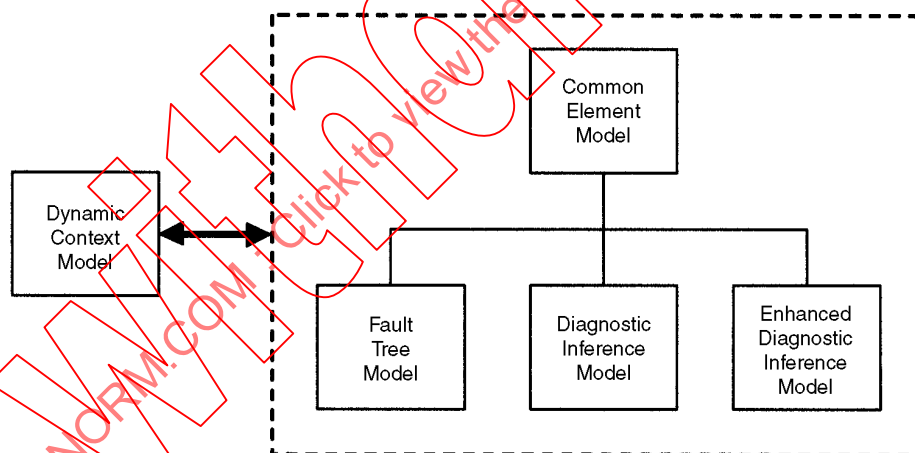 Common
Element
Model
Dynamic
Context
Model
Fault
Tree
Model
Diagnostic
Inference
Model
Enhanced
Diagnostic
Inference
Model
NORM.COM : Click to view the
with